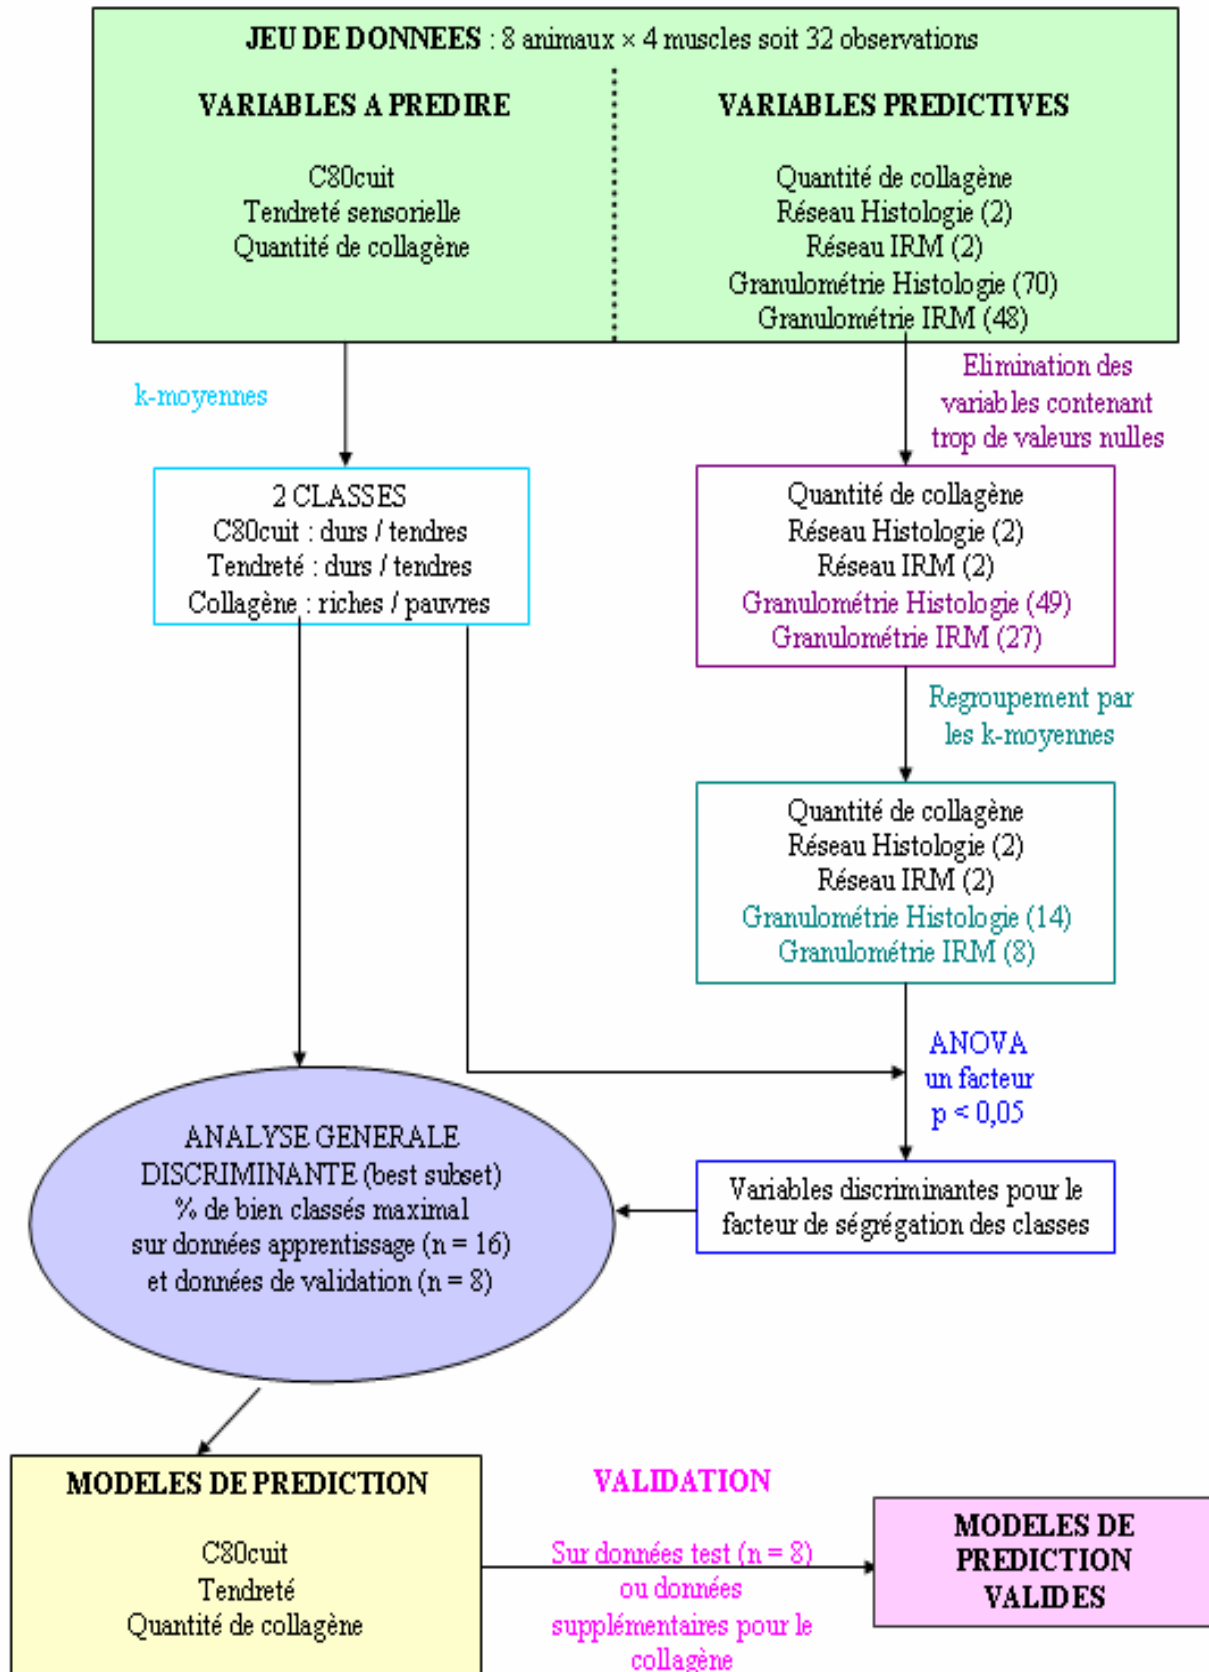 JEU DE DONNEES : 8 animaux × 4 muscles soit 32 observations
VARIABLES A PREDIRE
C80cuit
Tendreté sensorielle
Quantité de collagène
VARIABLES PREDICTIVES
Quantité de collagène
Réseau Histologie (2)
Réseau IRM (2)
Granulométrie Histologie (70)
Granulométrie IRM (48)
k-moyennes
Elimination des
variables contenant
trop de valeurs nulles
2 CLASSES
C80cuit : durs / tendres
Tendreté : durs / tendres
Collagène : riches / pauvres
Quantité de collagène
Réseau Histologie (2)
Réseau IRM (2)
Granulométrie Histologie (49)
Granulométrie IRM (27)
Regroupement par
les k-moyennes
Quantité de collagène
Réseau Histologie (2)
Réseau IRM (2)
Granulométrie Histologie (14)
Granulométrie IRM (8)
ANOVA
un facteur
p < 0,05
Variables discriminantes pour le
facteur de ségrégation des classes
ANALYSE GENERALE
DISCRIMINANTE (best subset)
% de bien classés maximal
sur données apprentissage (n = 16)
et données de validation (n = 8)
MODELES DE PREDICTION
C80cuit
Tendreté
Quantité de collagène
VALIDATION
Sur données test (n = 8)
ou données
supplémentaires pour le
collagène
MODELES DE
PREDICTION
VALIDES